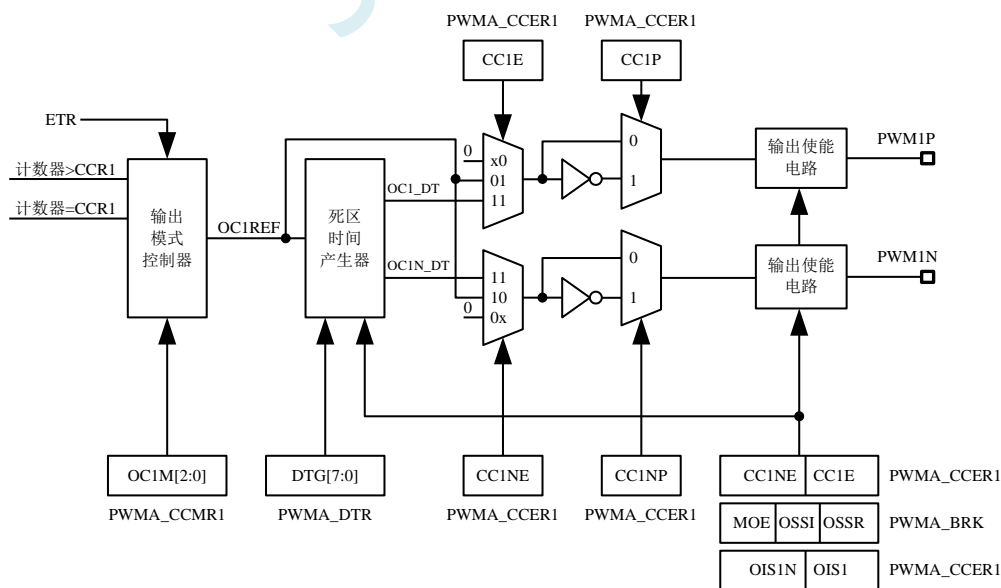 PWMA_CCER1
PWMA_CCER1
CC1E
CC1P
ETR
计数器>CCR1
计数器=CCR1
输出
模式
控制器
OC1REF
死区
时间
产生器
OC1_DT
OC1N_DT
0
x0
01
11
11
10
0
0x
0
1
0
1
输出使能
电路
PWM1P
输出使能
电路
PWM1N
OC1M[2:0]
DTG[7:0]
CC1NE
CC1NP
CC1NE
CC1E
PWMA_CCER1
PWMA_CCMR1
PWMA_DTR
PWMA_CCER1
PWMA_CCER1
MOE
OSSI
OSSR
PWMA_BRK
OIS1N
OIS1
PWMA_CCER1